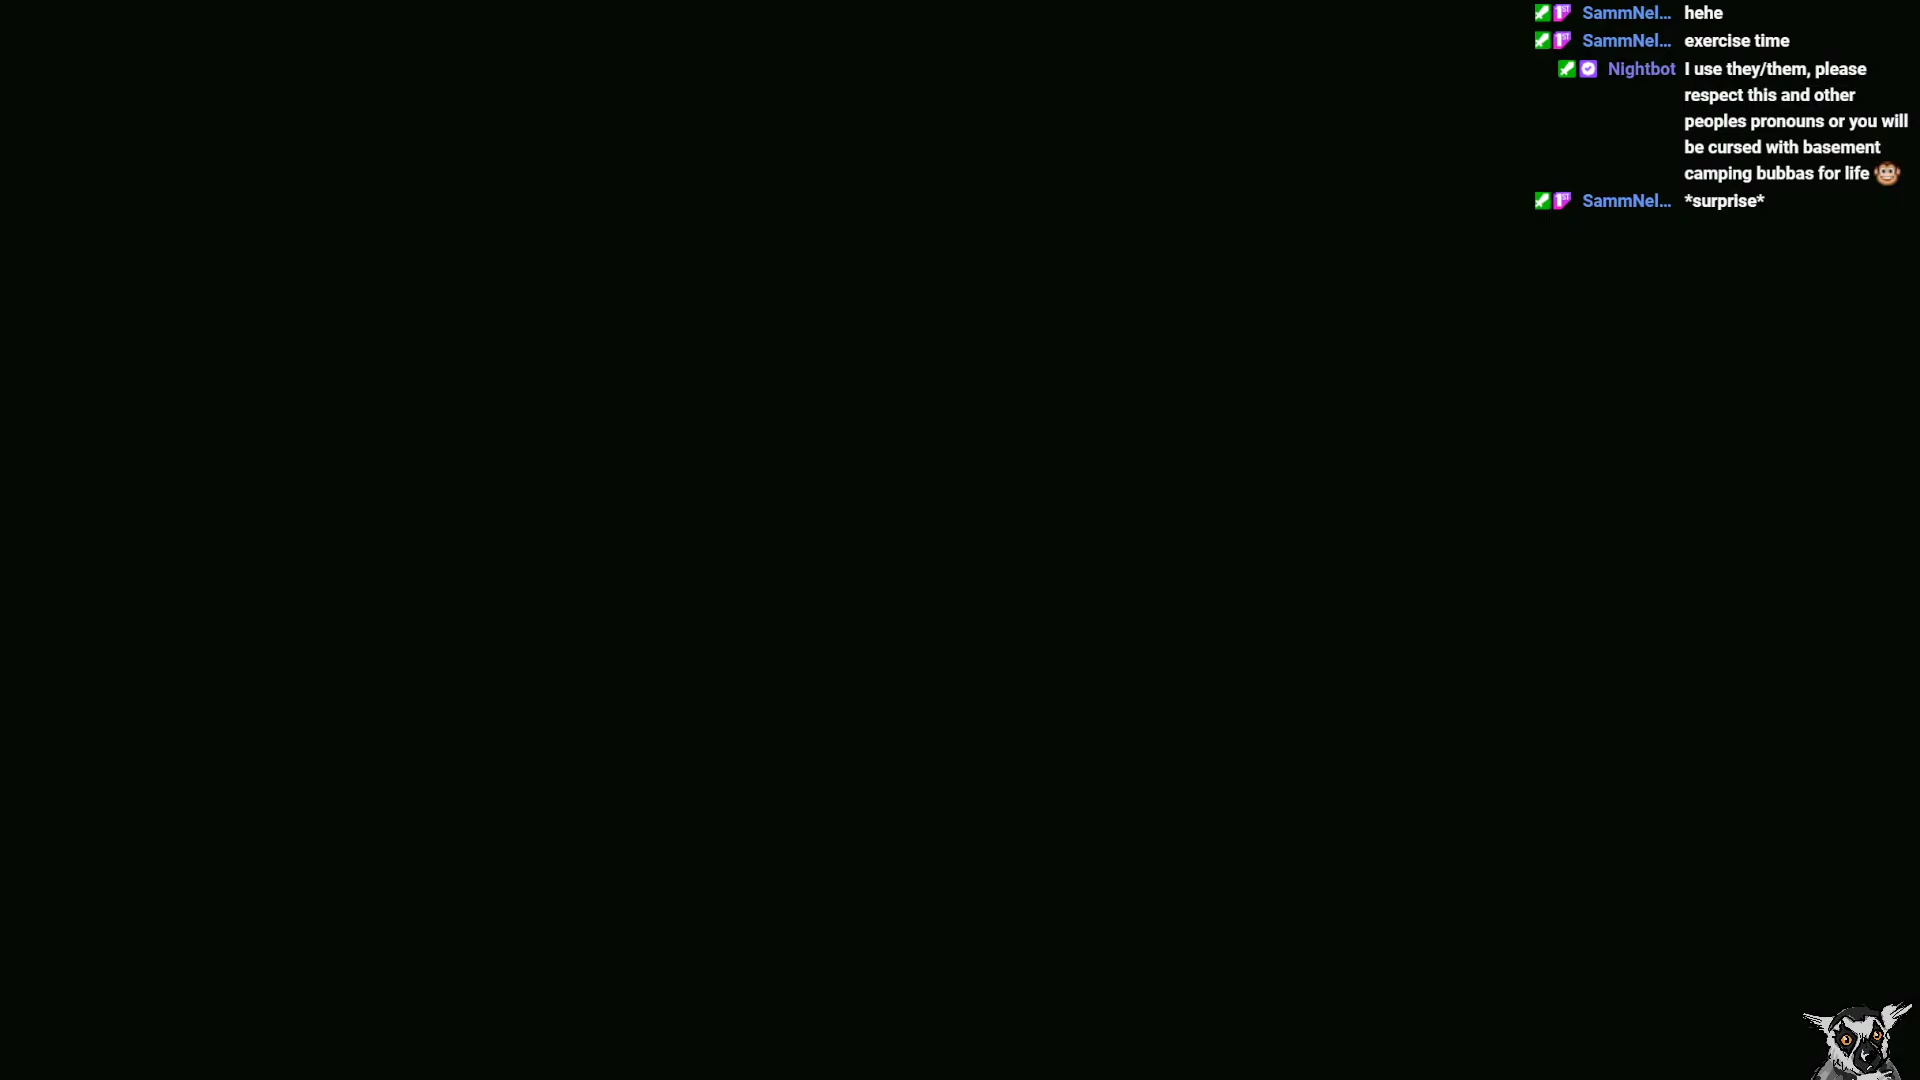 SammNel... hehe
SammNel... exercise time
Nightbot I use they/them, please
respect this and other
peoples pronouns or you will
be cursed with basement
camping bubbas for life
SammNel... *surprise*